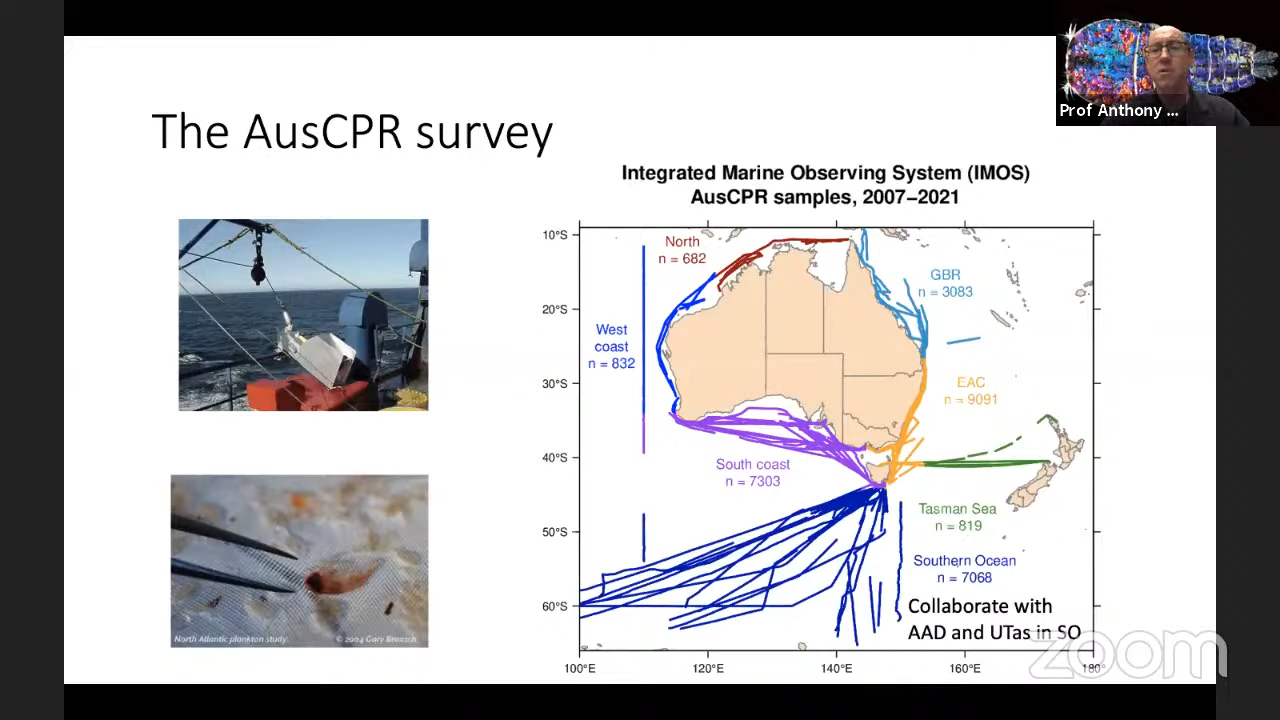 Prof Anthony ...
The AusCPR survey
Integrated Marine Observing System (IMOS)
AusCPR samples, 2007–2021
10°S
20°S
30°S
40°S
50°S
60°S
100°E
120°E
140°E
160°E
180°
North
n = 682
GBR
n = 3083
West
coast
n = 832
EAC
n = 9091
South coast
n = 7303
Tasman Sea
n = 819
Southern Ocean
n = 7068
Collaborate with
AAD and UTas in SO
North Atlantic plankton study.
© 2004 Gary Braasch
zoom